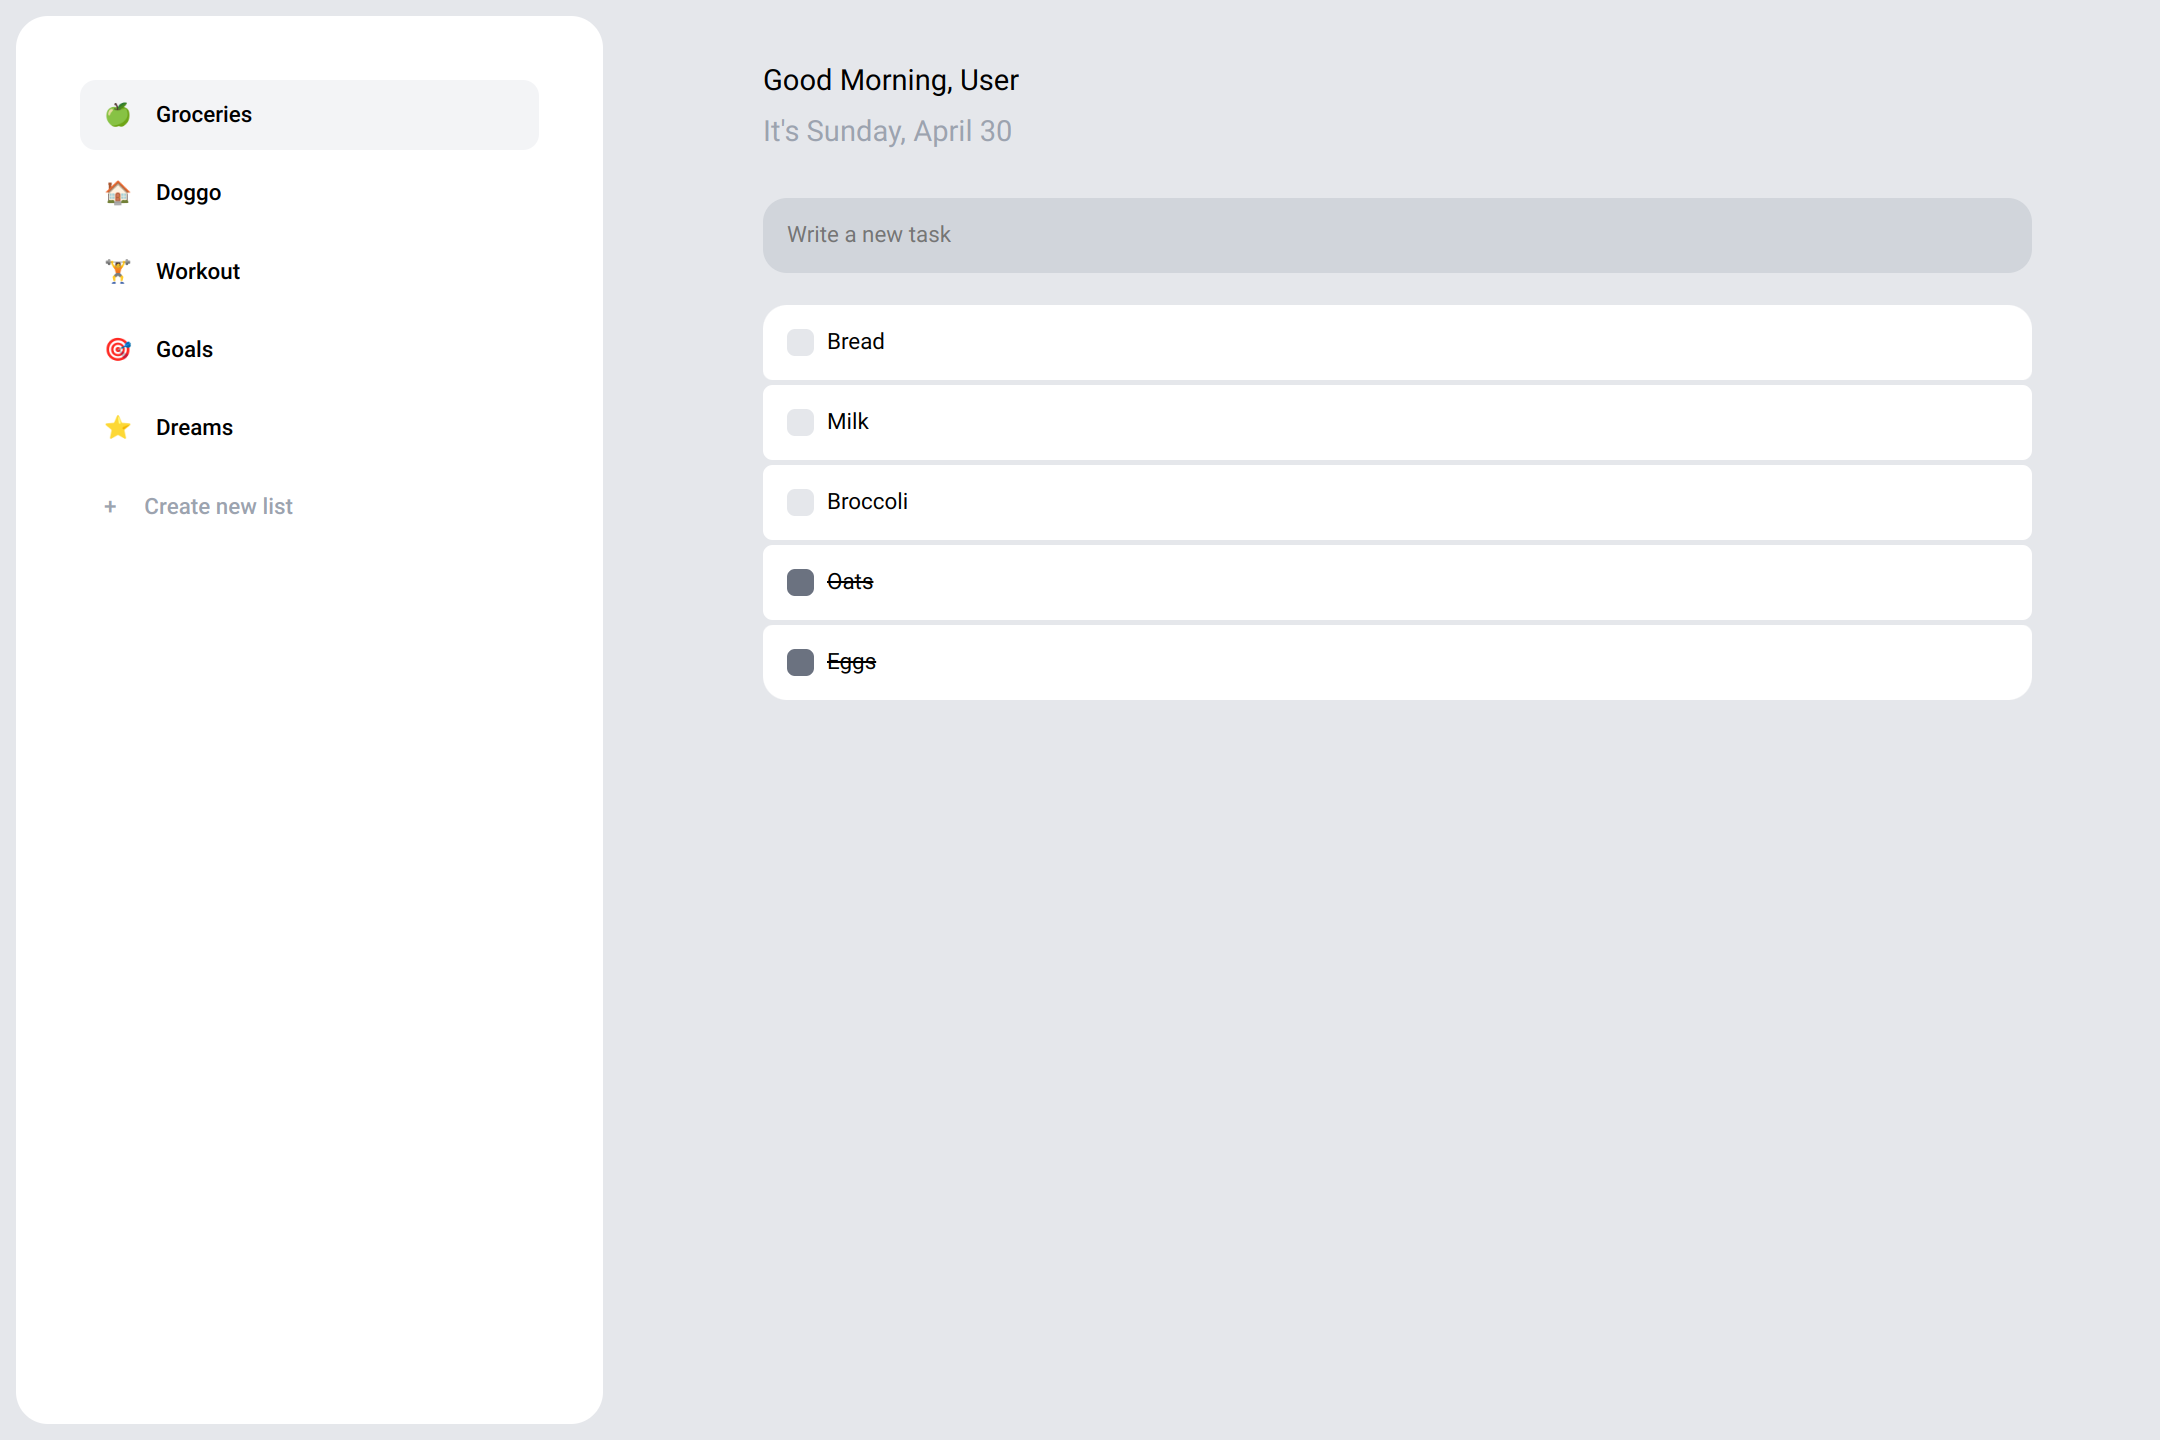 Groceries
Doggo
Workout
Goals
Dreams
+ Create new list
Good Morning, User
It's Sunday, April 30
Write a new task
Bread
Milk
Broccoli
Oats
Eggs